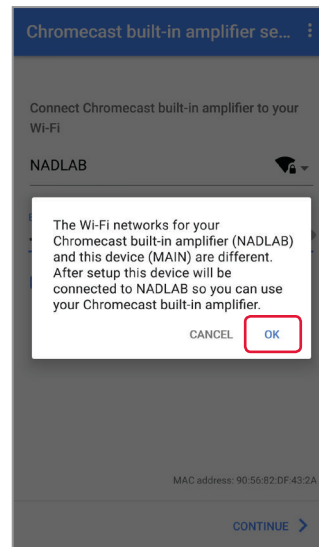 Chromecast built-in amplifier se...
Connect Chromecast built-in amplifier to your
Wi-Fi
NADLAB
The Wi-Fi networks for your
Chromecast built-in amplifier (NADLAB)
and this device (MAIN) are different.
After setup this device will be
connected to NADLAB so you can use
your Chromecast built-in amplifier.
CANCEL OK
MAC address: 90:56:82:DF:43:2A
CONTINUE